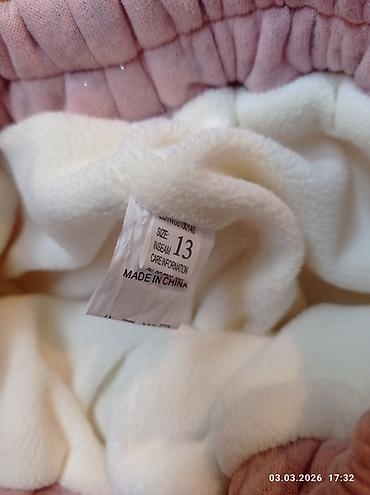 SIZE:
INSEAM 13
CARE INFORMATION
MADE IN CHINA
03.03.2026 17:32